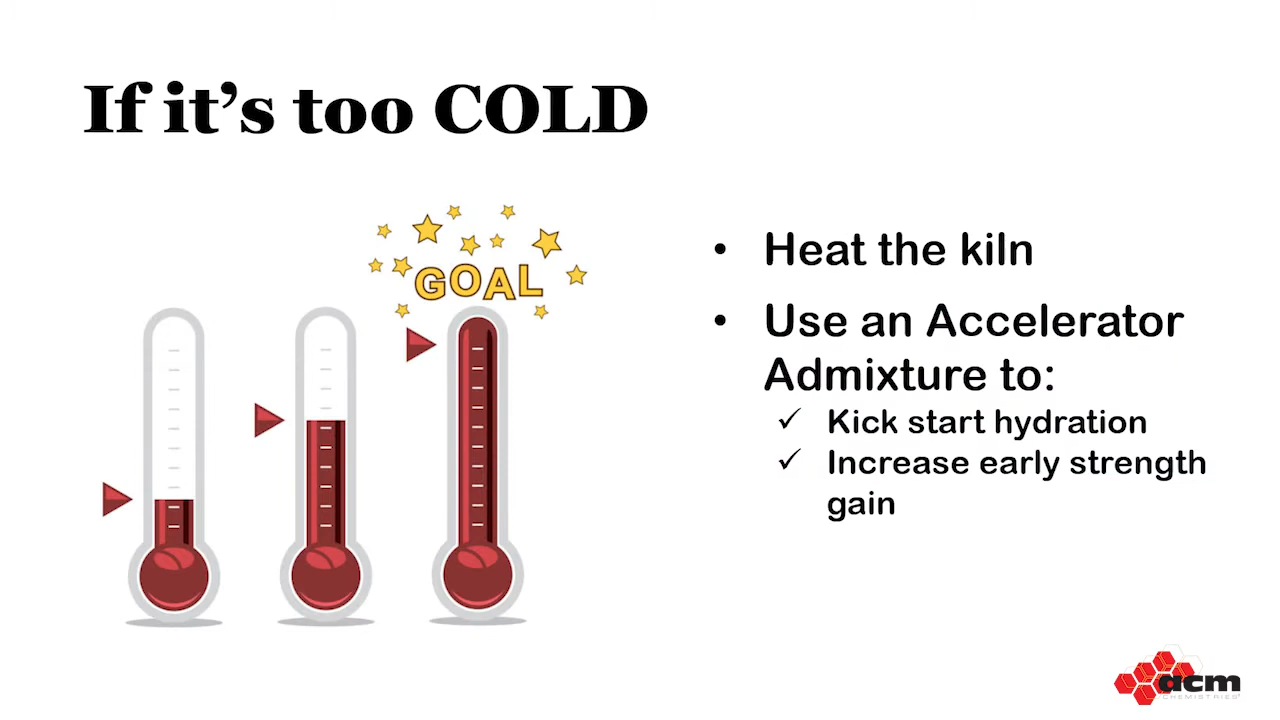 If it’s too COLD
GOAL
• Heat the kiln
• Use an Accelerator
Admixture to:
✓ Kick start hydration
✓ Increase early strength
gain
acm
CHEMISTRIES